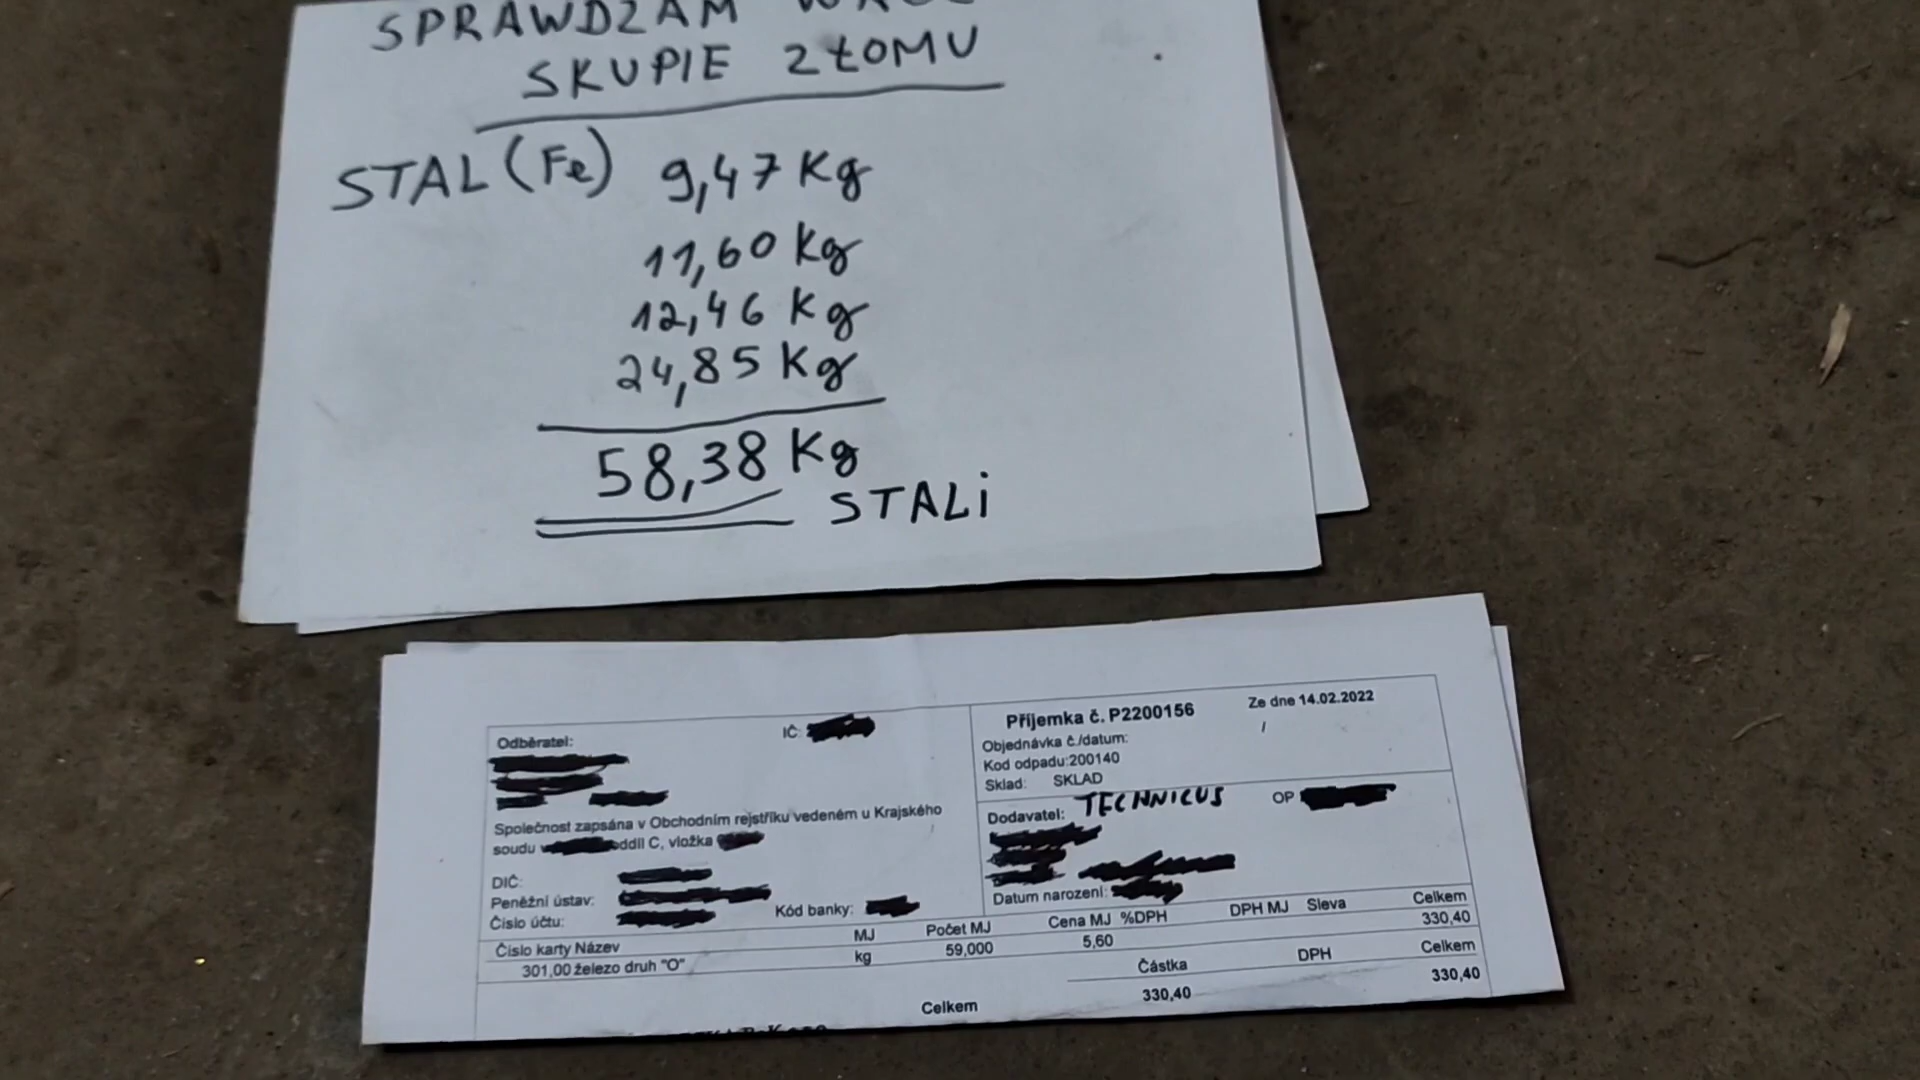 SPRAWDZAM
SKUPIE ZŁOMU
STAL (Fe) 9,47 Kg
11,60 Kg
12,46 Kg
24,85 Kg
58,38 Kg
STALi
Odběratel: IČ:
Společnost zapsána v Obchodním rejstříku vedeném u Krajského
soudu oddíl C, vložka
DIČ:
Peněžní ústav:
Číslo účtu: Kód banky:
Příjemka č. P2200156 Ze dne 14.02.2022
Objednávka č./datum: /
Kod odpadu:200140
Sklad: SKLAD
Dodavatel: TECHNICUS OP
Datum narození:
Číslo karty Název MJ Počet MJ Cena MJ %DPH DPH MJ Sleva Celkem
301,00 železo druh "O" kg 59,000 5,60 330,40
Částka DPH Celkem
Celkem 330,40 330,40